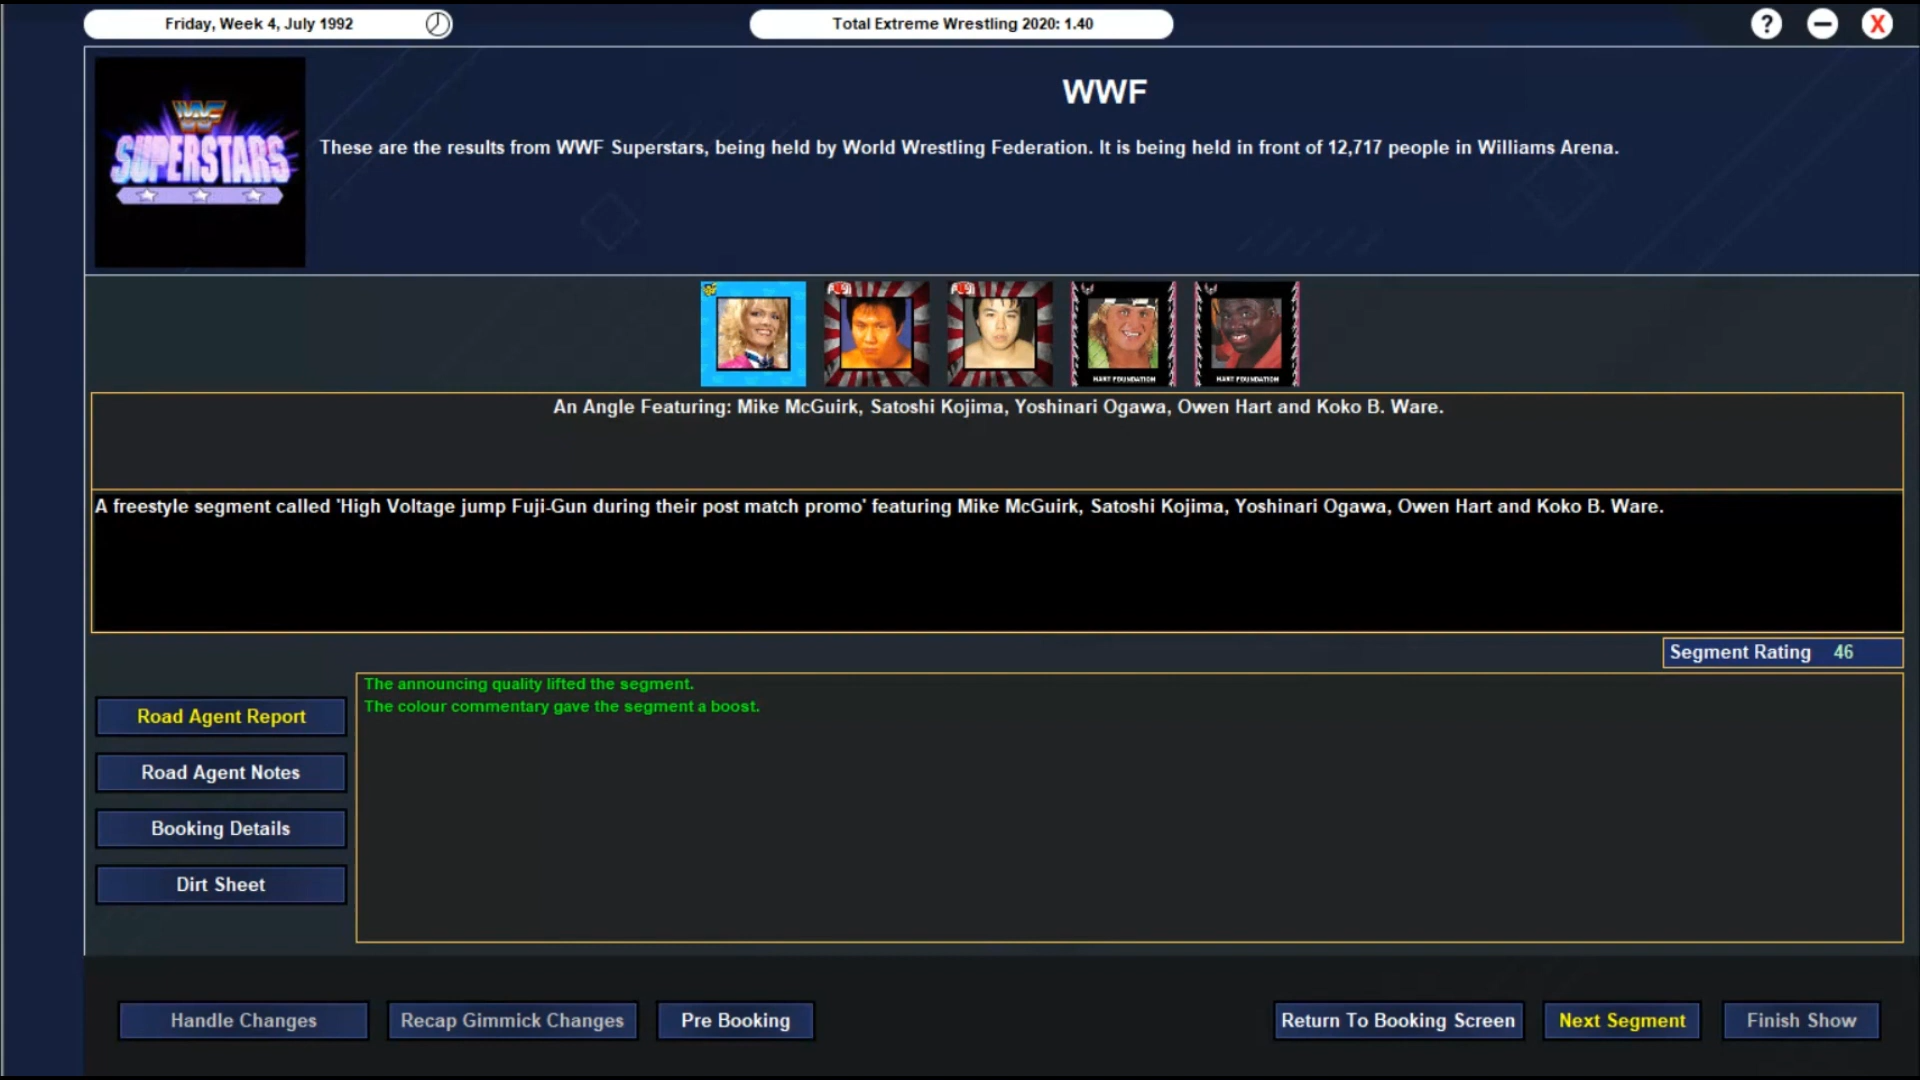 Friday, Week 4, July 1992
Total Extreme Wrestling 2020: 1.40
?
X
WWF
SUPERSTARS
These are the results from WWF Superstars, being held by World Wrestling Federation. It is being held in front of 12,717 people in Williams Arena.
HART FOUNDATION
HART FOUNDATION
An Angle Featuring: Mike McGuirk, Satoshi Kojima, Yoshinari Ogawa, Owen Hart and Koko B. Ware.
A freestyle segment called 'High Voltage jump Fuji-Gun during their post match promo' featuring Mike McGuirk, Satoshi Kojima, Yoshinari Ogawa, Owen Hart and Koko B. Ware.
Segment Rating 46
The announcing quality lifted the segment.
The colour commentary gave the segment a boost.
Road Agent Report
Road Agent Notes
Booking Details
Dirt Sheet
Handle Changes
Recap Gimmick Changes
Pre Booking
Return To Booking Screen
Next Segment
Finish Show